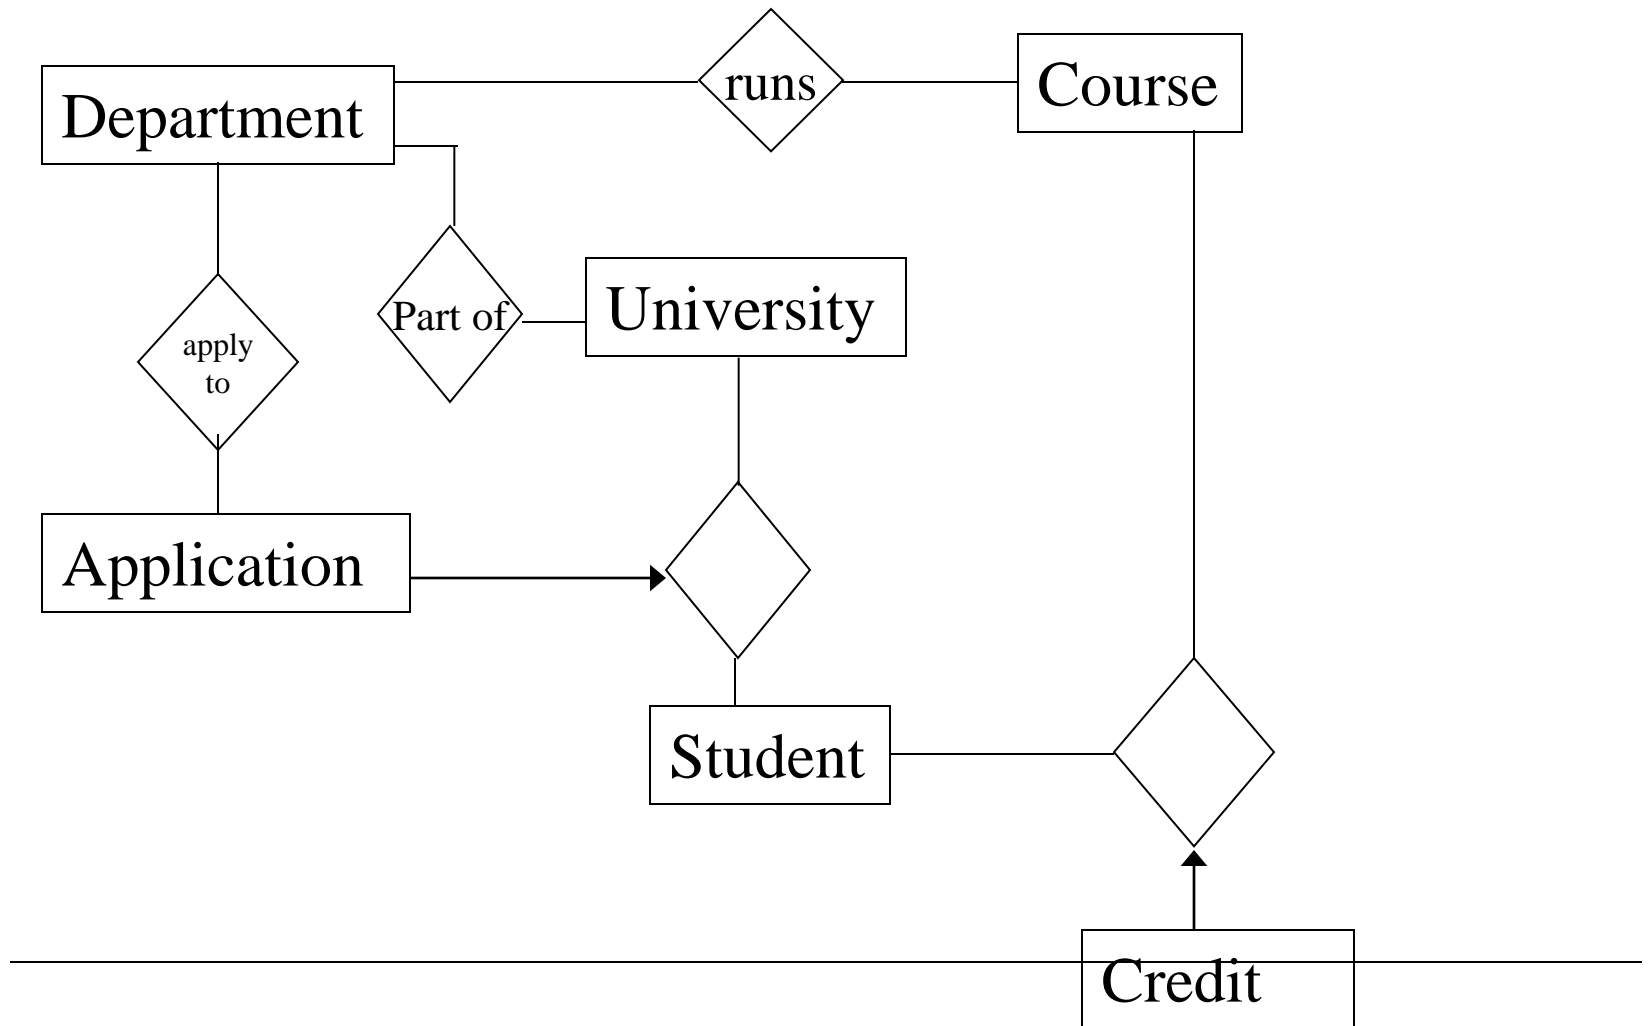 runs
Course
Department
University
Part of
apply
to
Application
Student
Credit